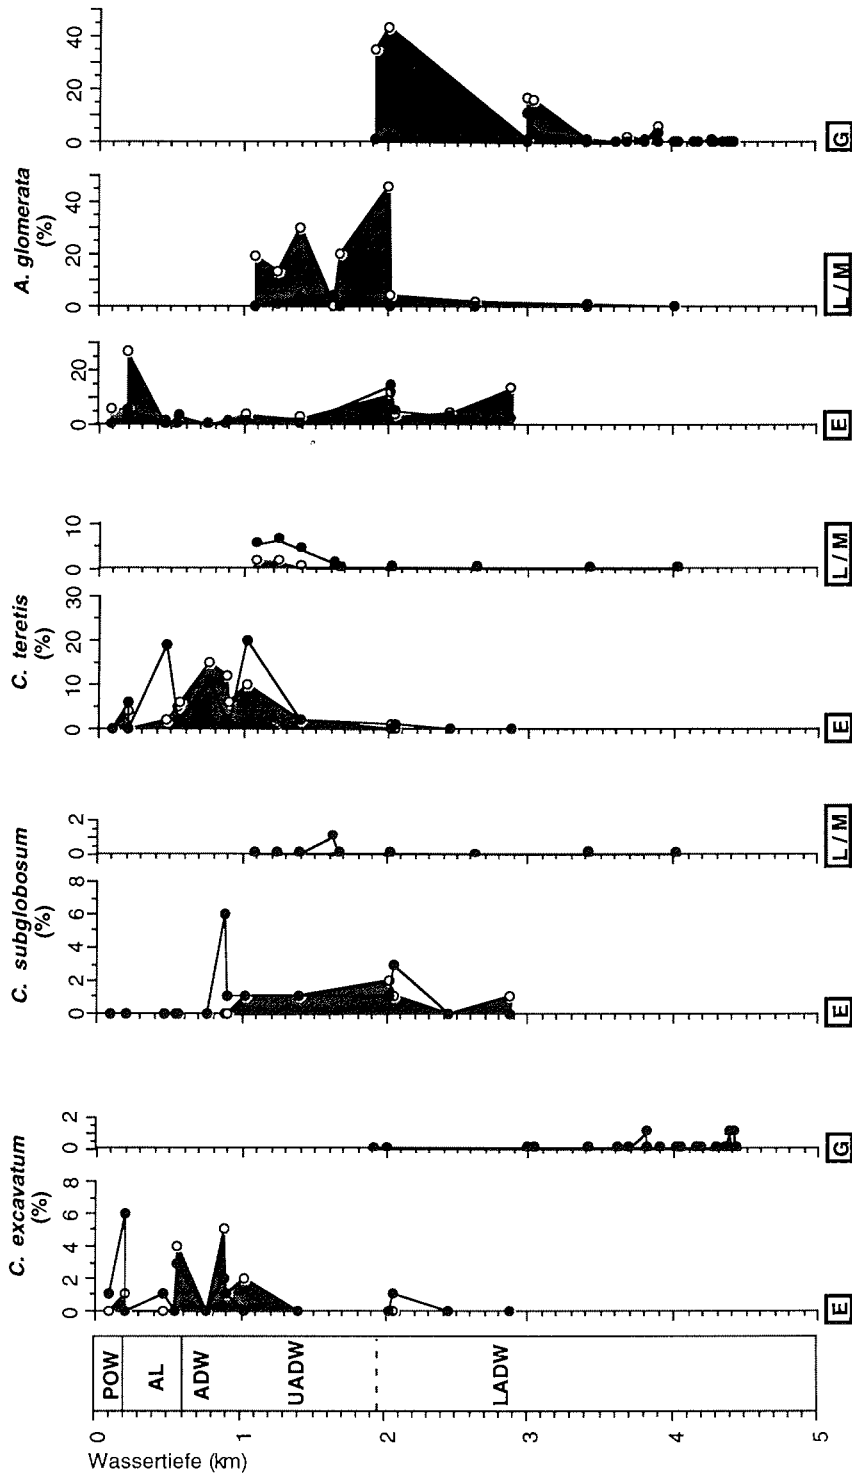 A. glomerata
(%)
0 20 40
G
0 20 40
L / M
0 20
E
C. teretis
(%)
0 10
L / M
0 10 20 30
E
C. subglobosum
(%)
0 2
L / M
0 2 4 6 8
E
C. excavatum
(%)
0 2
G
0 2 4 6 8
E
POW
AL
ADW
UADW
LADW
0 1 2 3 4 5
Wassertiefe (km)